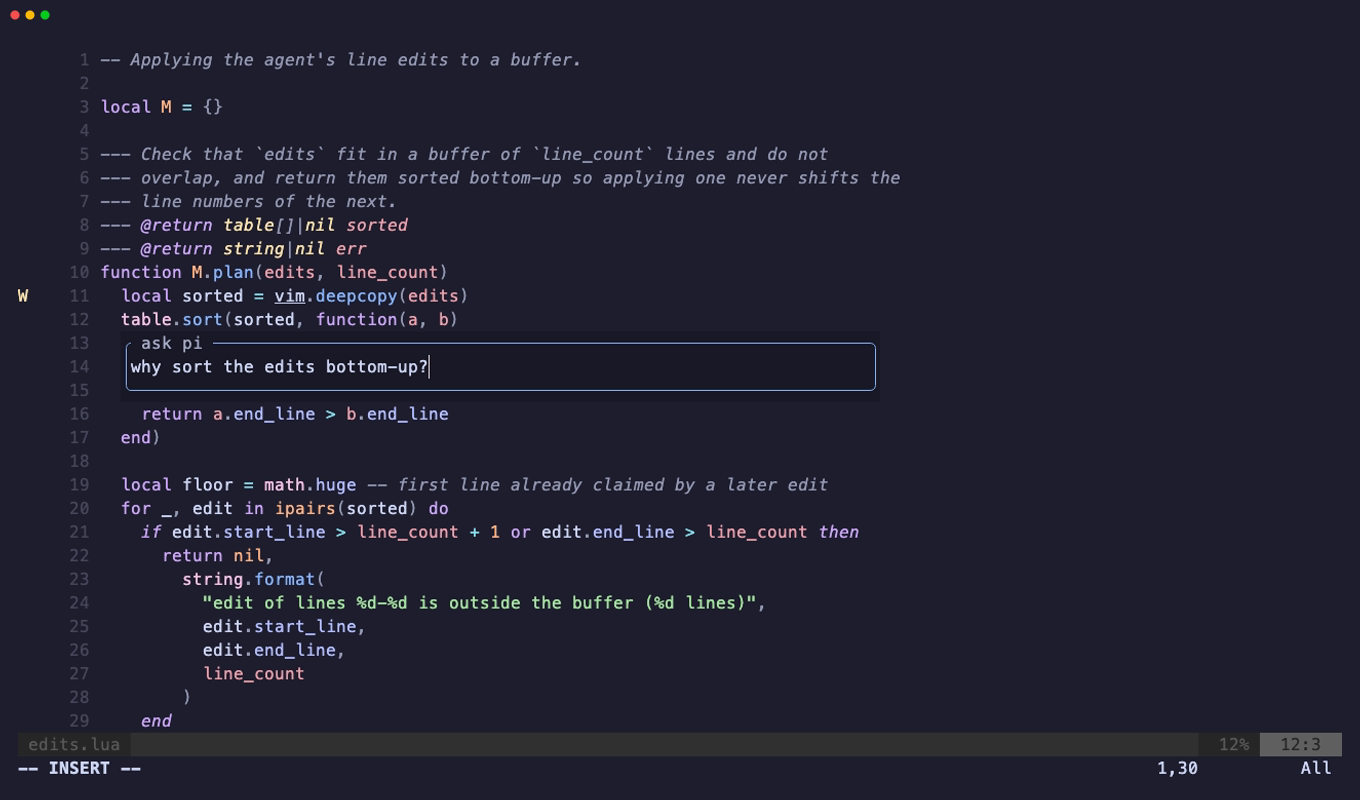 1 -- Applying the agent's line edits to a buffer.
2
3 local M = {}
4
5 --- Check that `edits` fit in a buffer of `line_count` lines and do not
6 --- overlap, and return them sorted bottom-up so applying one never shifts the
7 --- line numbers of the next.
8 --- @return table[]|nil sorted
9 --- @return string|nil err
10 function M.plan(edits, line_count)
W 11 local sorted = vim.deepcopy(edits)
12 table.sort(sorted, function(a, b)
13 ask pi
14 why sort the edits bottom-up?
15
16 return a.end_line > b.end_line
17 end)
18
19 local floor = math.huge -- first line already claimed by a later edit
20 for _, edit in ipairs(sorted) do
21 if edit.start_line > line_count + 1 or edit.end_line > line_count then
22 return nil,
23 string.format(
24 "edit of lines %d-%d is outside the buffer (%d lines)",
25 edit.start_line,
26 edit.end_line,
27 line_count
28 )
29 end
edits.lua 12% 12:3
-- INSERT -- 1,30 All